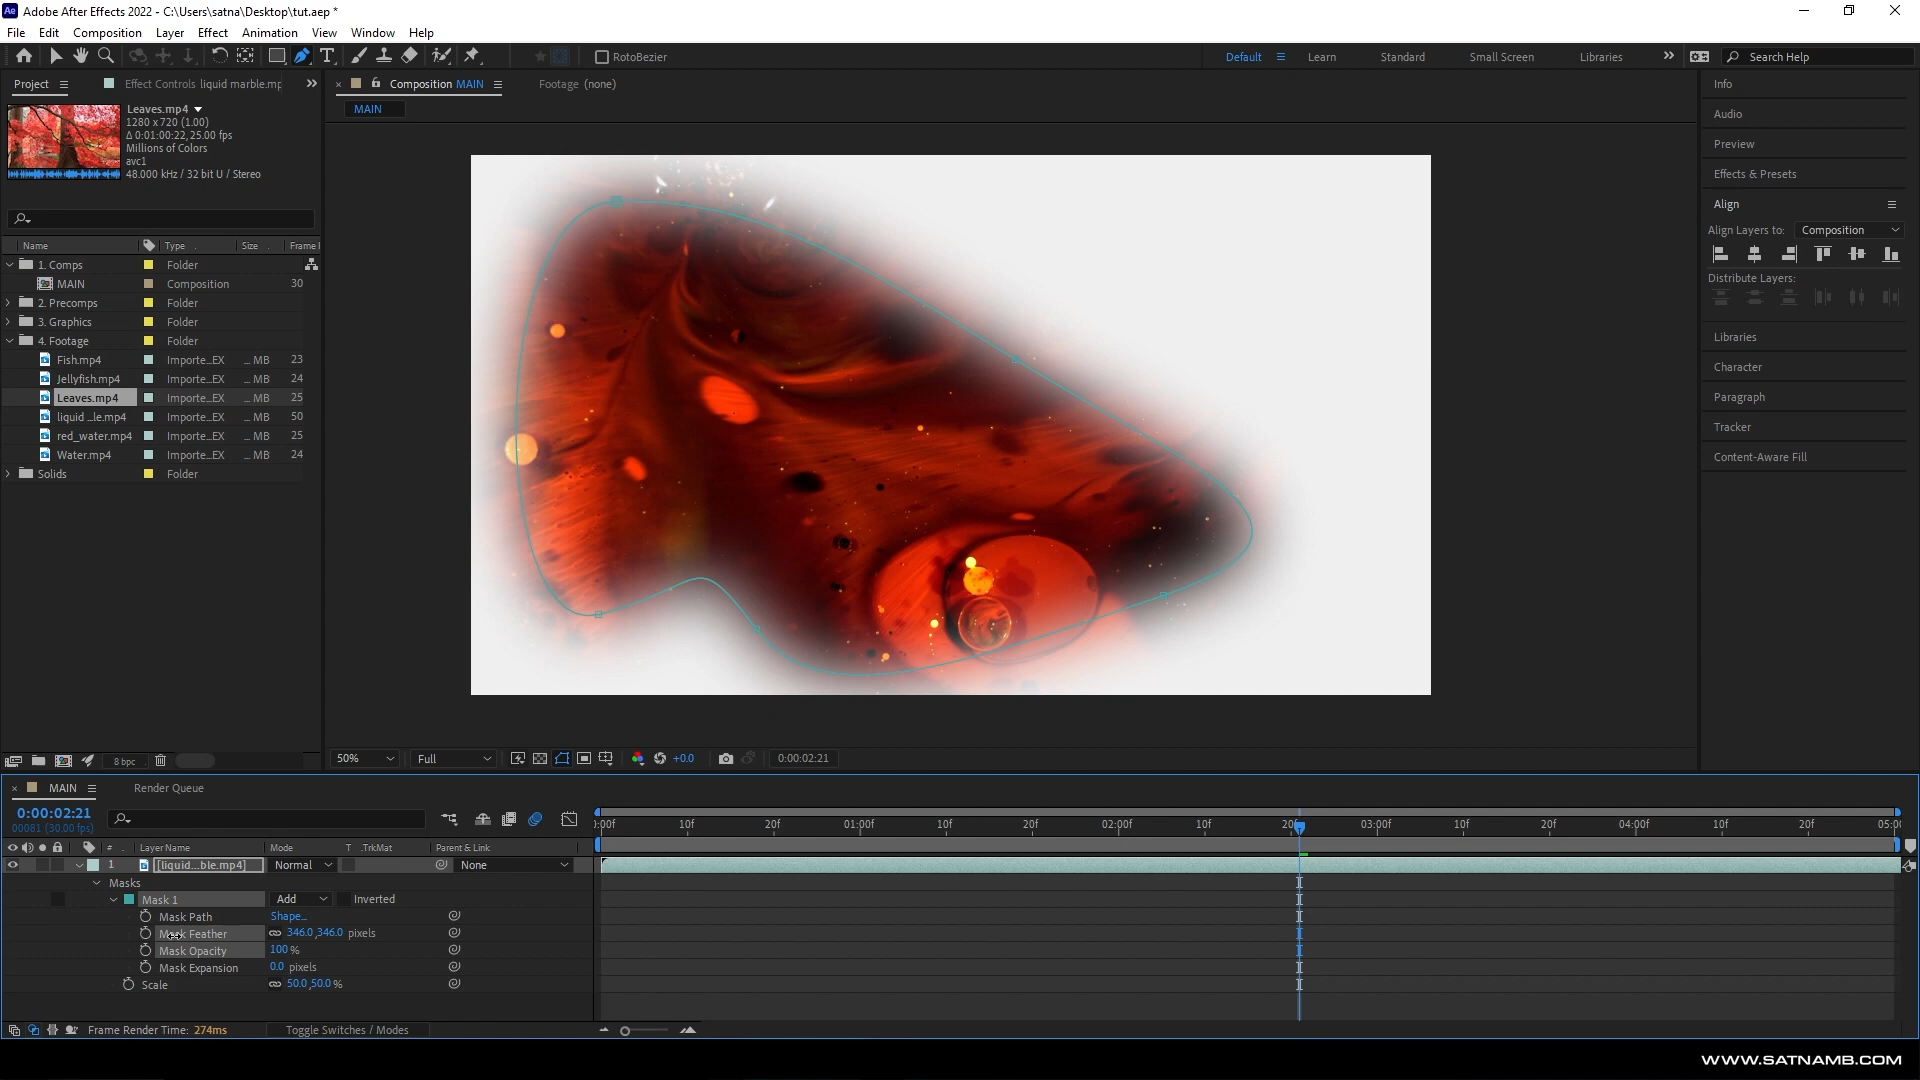 Adobe After Effects 2022 - C:\Users\satna\Desktop\tut.aep *
File Edit Composition Layer Effect Animation View Window Help
RotoBezier
Default Learn Standard Small Screen Libraries Search Help
Project Effect Controls liquid marble.mp
Composition MAIN Footage (none)
MAIN
Leaves.mp4
1280 x 720 (1.00)
Δ 0:01:00:22, 25.00 fps
Millions of Colors
avc1
48.000 kHz / 32 bit U / Stereo
Name Type Size Frame
1. Comps Folder
MAIN Composition 30
2. Precomps Folder
3. Graphics Folder
4. Footage Folder
Fish.mp4 Importe...EX ... MB 23
Jellyfish.mp4 Importe...EX ... MB 24
Leaves.mp4 Importe...EX ... MB 25
liquid ...le.mp4 Importe...EX ... MB 50
red_water.mp4 Importe...EX ... MB 25
Water.mp4 Importe...EX ... MB 24
Solids Folder
8 bpc
50% Full +0.0 0:00:02:21
Info
Audio
Preview
Effects & Presets
Align
Align Layers to: Composition
Distribute Layers:
Libraries
Character
Paragraph
Tracker
Content-Aware Fill
MAIN Render Queue
0:00:02:21
00081 (30.00 fps)
:00f 10f 20f 01:00f 10f 20f 02:00f 10f 20 03:00f 10f 20f 04:00f 10f 20f 05:0
# Layer Name Mode T .TrkMat Parent & Link
1 [liquid...ble.mp4] Normal None
Masks
Mask 1 Add Inverted
Mask Path Shape...
Mask Feather 346.0,346.0 pixels
Mask Opacity 100 %
Mask Expansion 0.0 pixels
Scale 50.0,50.0 %
Frame Render Time: 274ms Toggle Switches / Modes
WWW.SATNAMB.COM